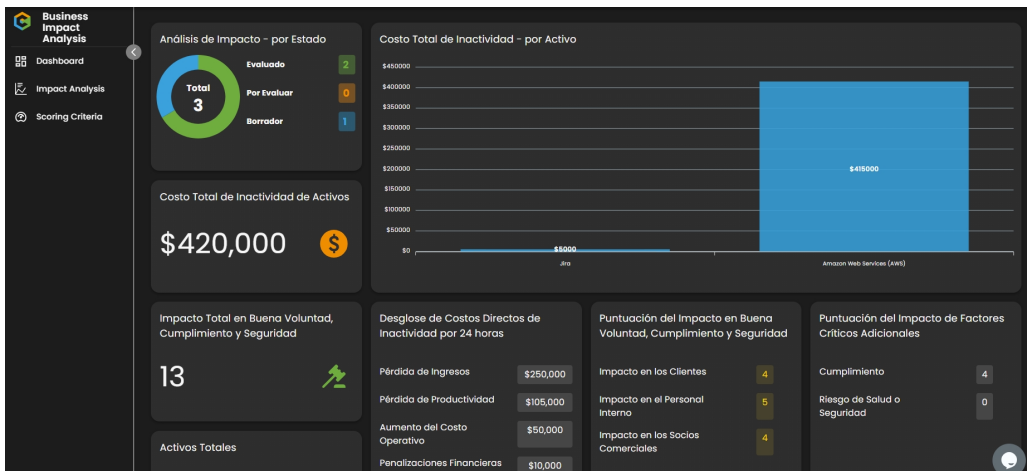 Business
Impact
Analysis
Dashboard
Impact Analysis
Scoring Criteria
Análisis de Impacto - por Estado
Total
3
Evaluado 2
Por Evaluar 0
Borrador 1
Costo Total de Inactividad - por Activo
$450000
$400000
$350000
$300000
$250000
$200000
$150000
$100000
$50000
$0
$5000
$415000
Jira
Amazon Web Services (AWS)
Costo Total de Inactividad de Activos
$420,000
$
Impacto Total en Buena Voluntad,
Cumplimiento y Seguridad
13
Activos Totales
Desglose de Costos Directos de
Inactividad por 24 horas
Pérdida de Ingresos $250,000
Pérdida de Productividad $105,000
Aumento del Costo
Operativo $50,000
Penalizaciones Financieras $10,000
Puntuación del Impacto en Buena
Voluntad, Cumplimiento y Seguridad
Impacto en los Clientes 4
Impacto en el Personal
Interno 5
Impacto en los Socios
Comerciales 4
Puntuación del Impacto de Factores
Críticos Adicionales
Cumplimiento 4
Riesgo de Salud o
Seguridad 0